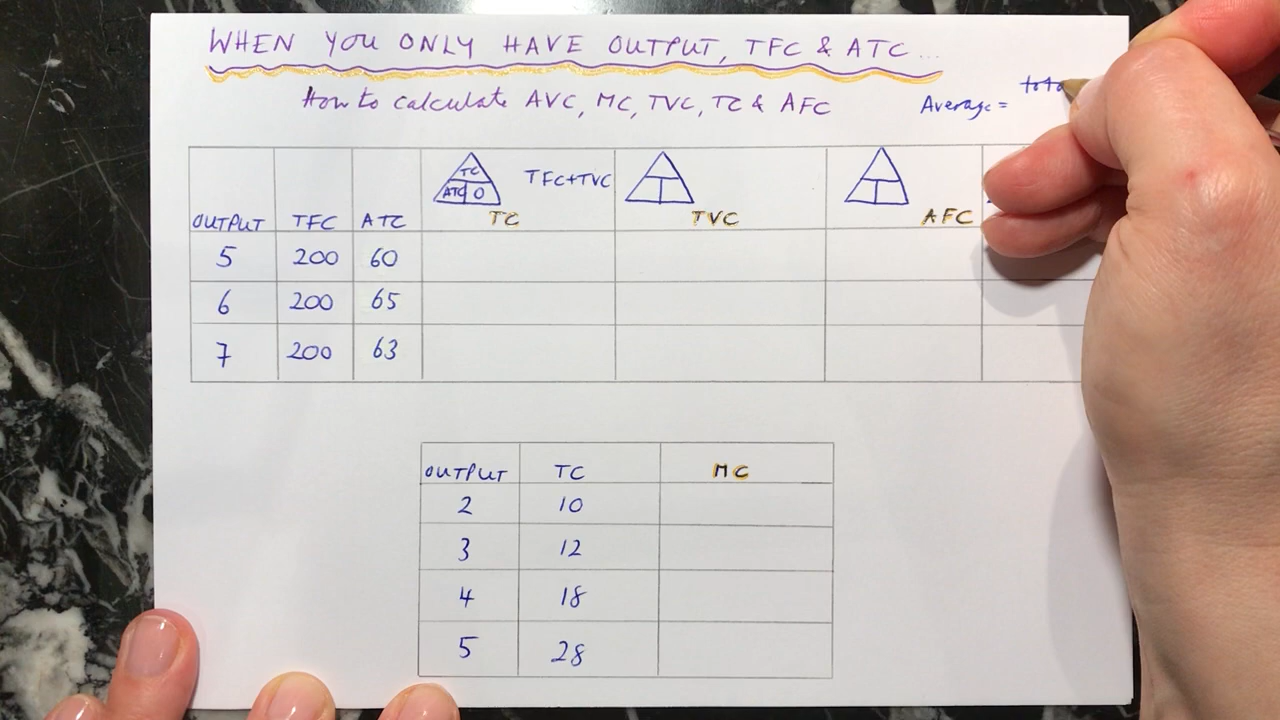 WHEN YOU ONLY HAVE OUTPUT, TFC & ATC...
How to calculate AVC, MC, TVC, TC & AFC
Average =
TC
ATC O
TFC+TVC
OUTPUT TFC ATC TC TVC AFC
5 200 60
6 200 65
7 200 63
OUTPUT TC MC
2 10
3 12
4 18
5 28